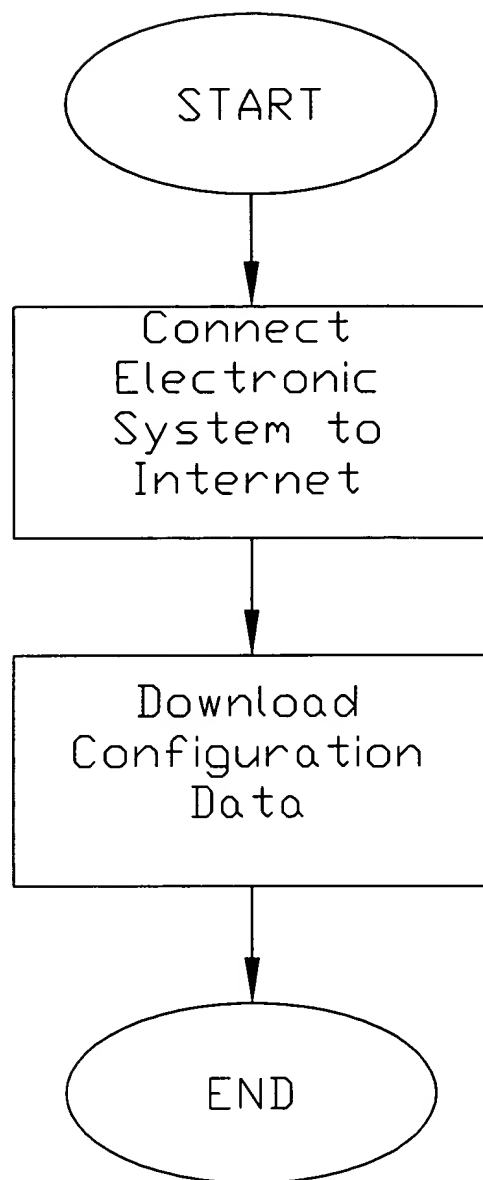 START
Connect
Electronic
System to
Internet
Download
Configuration
Data
END